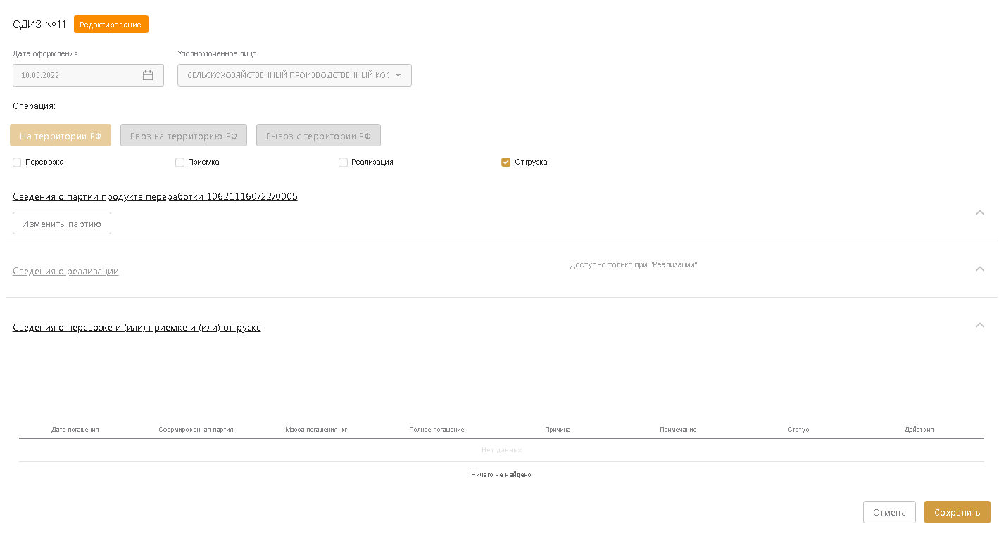 СДИЗ №11 Редактирование
Дата оформления Уполномоченное лицо
18.08.2022 СЕЛЬСКОХОЗЯЙСТВЕННЫЙ ПРОИЗВОДСТВЕННЫЙ КОС
Операция:
На территории РФ Ввоз на территорию РФ Вывоз с территории РФ
Перевозка Приемка Реализация Отгрузка
Сведения о партии продукта переработки 106211160/22/0005
Изменить партию
Сведения о реализации Доступно только при "Реализации"
Сведения о перевозке и (или) приемке и (или) отгрузке
Дата погашения Сформированная партия Масса погашения, кг Полное погашение Причина Примечание Статус Действия
Нет данных
Ничего не найдено
Отмена Сохранить